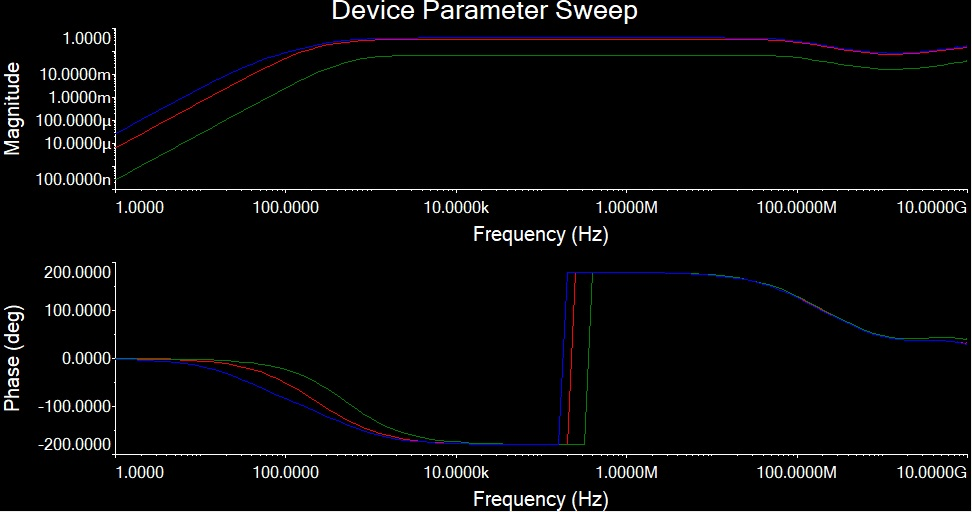 Device Parameter Sweep
Magnitude
1.0000
10.0000m
1.0000m
100.0000µ
10.0000µ
100.0000n
1.0000 100.0000 10.0000k 1.0000M 100.0000M 10.0000G
Frequency (Hz)
Phase (deg)
200.0000
100.0000
0.0000
-100.0000
-200.0000
1.0000 100.0000 10.0000k 1.0000M 100.0000M 10.0000G
Frequency (Hz)